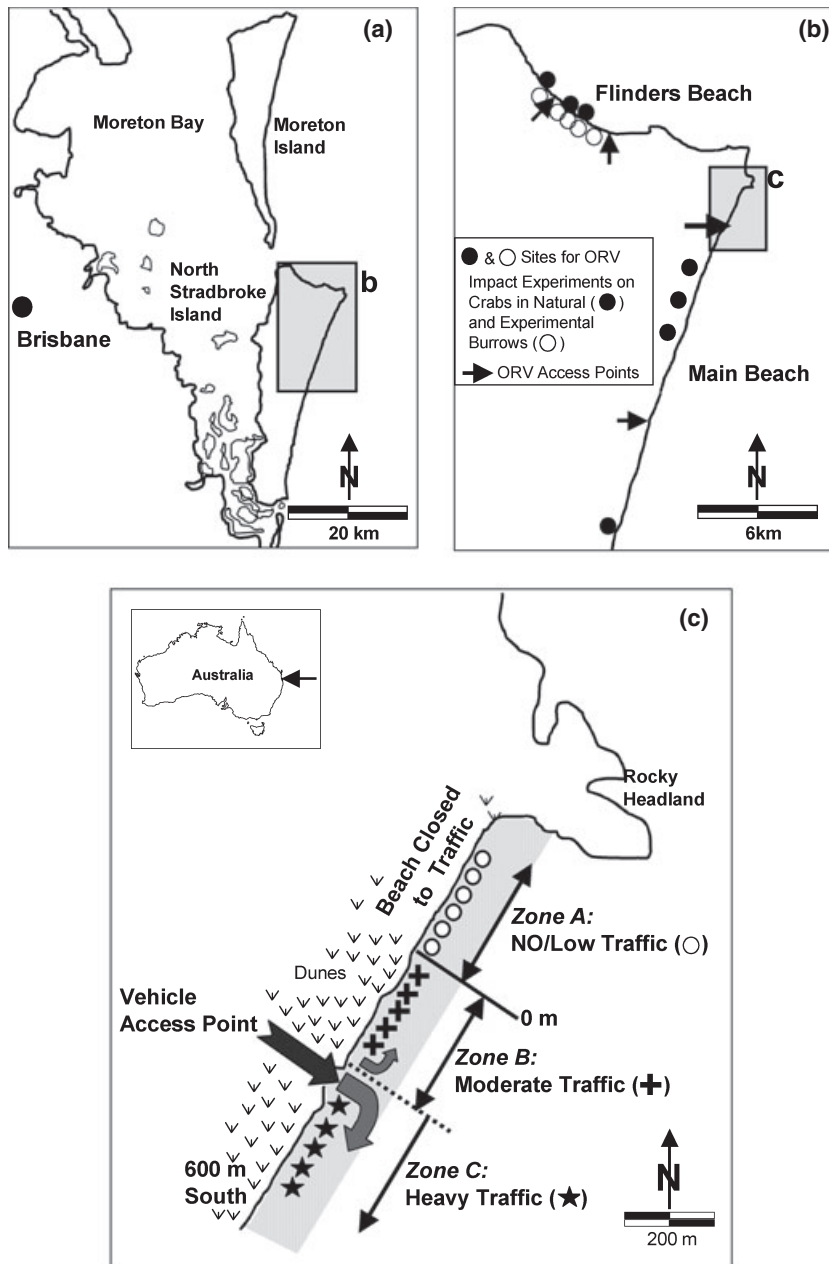 (a)
Moreton Bay
Moreton
Island
North
Stradbroke
Island
b
Brisbane
N
20 km
(b)
Flinders Beach
c
● & ○ Sites for ORV
Impact Experiments on
Crabs in Natural (●)
and Experimental
Burrows (○)
ORV Access Points
Main Beach
N
6km
(c)
Australia
Rocky
Headland
Beach Closed
to Traffic
Zone A:
NO/Low Traffic (○)
Dunes
Vehicle
Access Point
0 m
Zone B:
Moderate Traffic (✚)
600 m
South
Zone C:
Heavy Traffic (★)
N
200 m